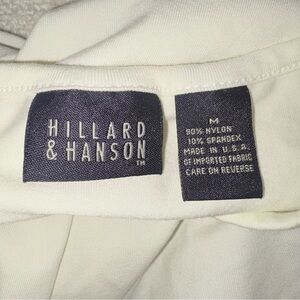 HILLARD
& HANSON
TM
M
90% NYLON
10% SPANDEX
MADE IN U.S.A.
OF IMPORTED FABRIC
CARE ON REVERSE